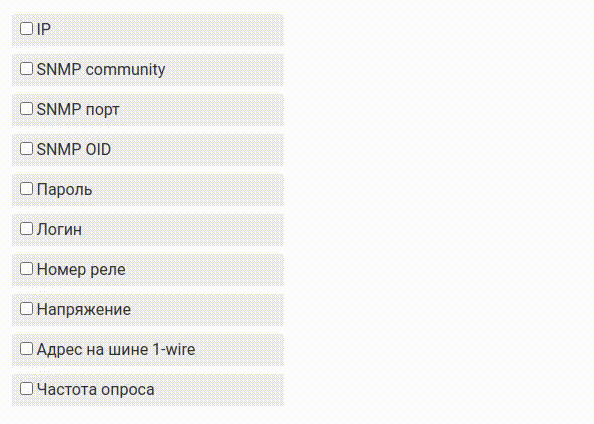 IP
SNMP community
SNMP порт
SNMP OID
Пароль
Логин
Номер реле
Напряжение
Адрес на шине 1-wire
Частота опроса